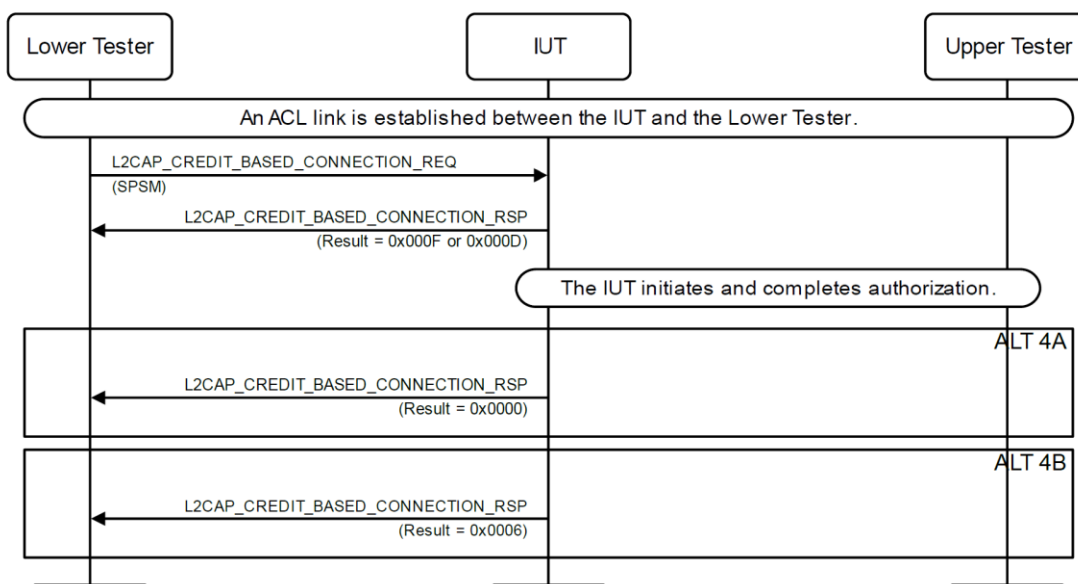 Lower Tester
IUT
Upper Tester
An ACL link is established between the IUT and the Lower Tester.
L2CAP_CREDIT_BASED_CONNECTION_REQ
(SPSM)
L2CAP_CREDIT_BASED_CONNECTION_RSP
(Result = 0x000F or 0x000D)
The IUT initiates and completes authorization.
ALT 4A
L2CAP_CREDIT_BASED_CONNECTION_RSP
(Result = 0x0000)
ALT 4B
L2CAP_CREDIT_BASED_CONNECTION_RSP
(Result = 0x0006)